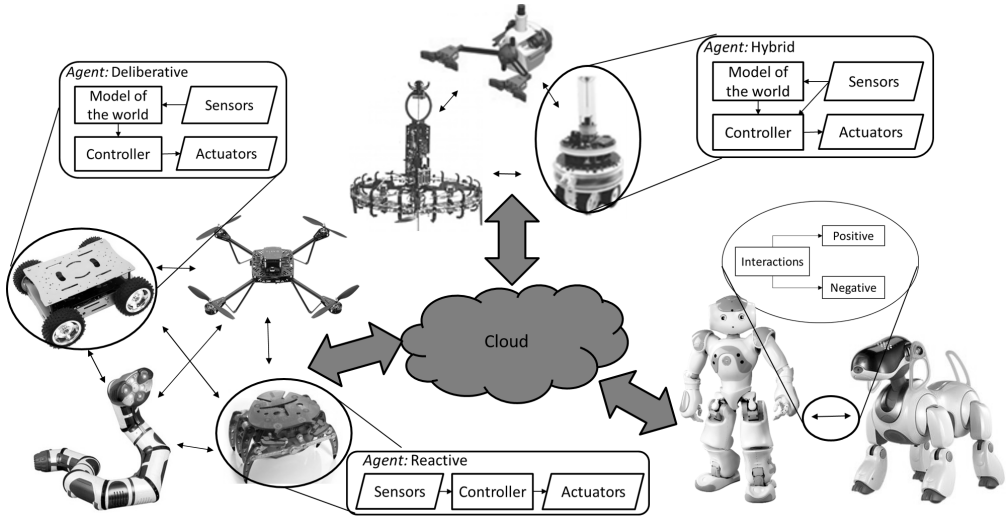 Agent: Deliberative
Model of
the world
Sensors
Controller
Actuators
Agent: Hybrid
Model of
the world
Sensors
Controller
Actuators
Positive
Interactions
Negative
Cloud
Agent: Reactive
Sensors
Controller
Actuators